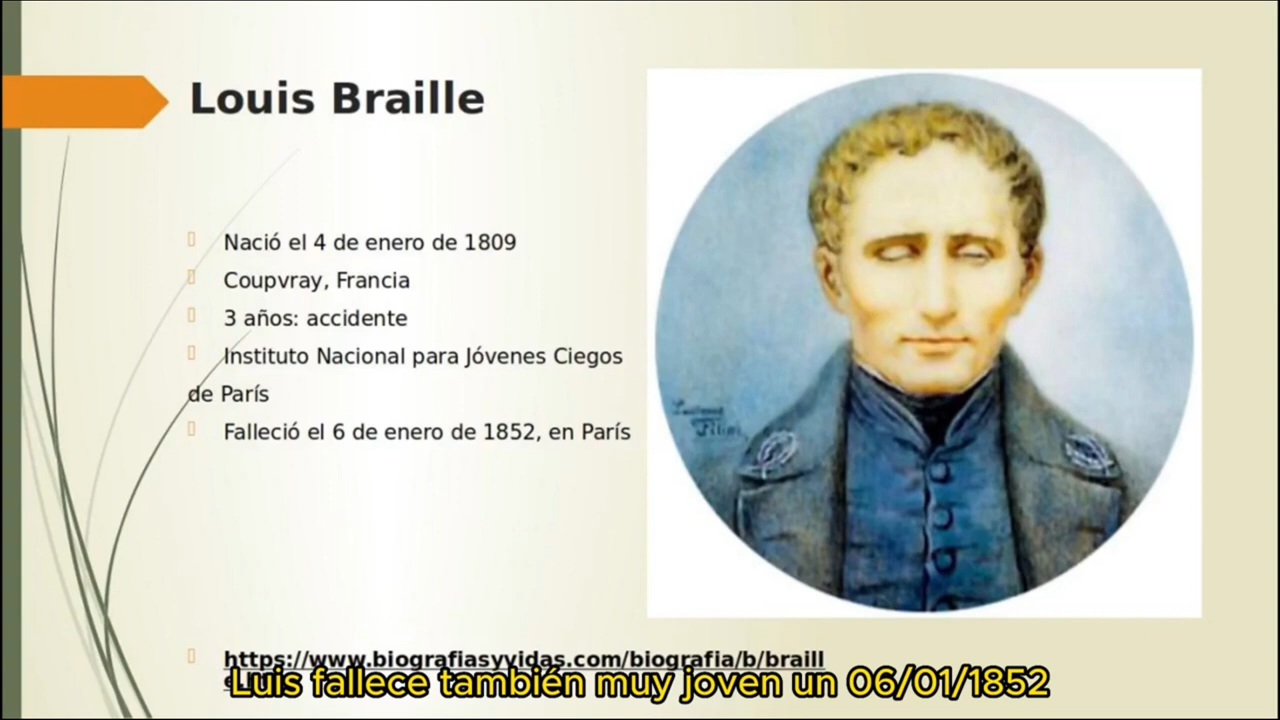 Louis Braille
Nació el 4 de enero de 1809
Coupvray, Francia
3 años: accidente
Instituto Nacional para Jóvenes Ciegos
de París
Falleció el 6 de enero de 1852, en París
https://www.biografiasyvidas.com/biografia/b/braill
Luis fallece también muy joven un 06/01/1852